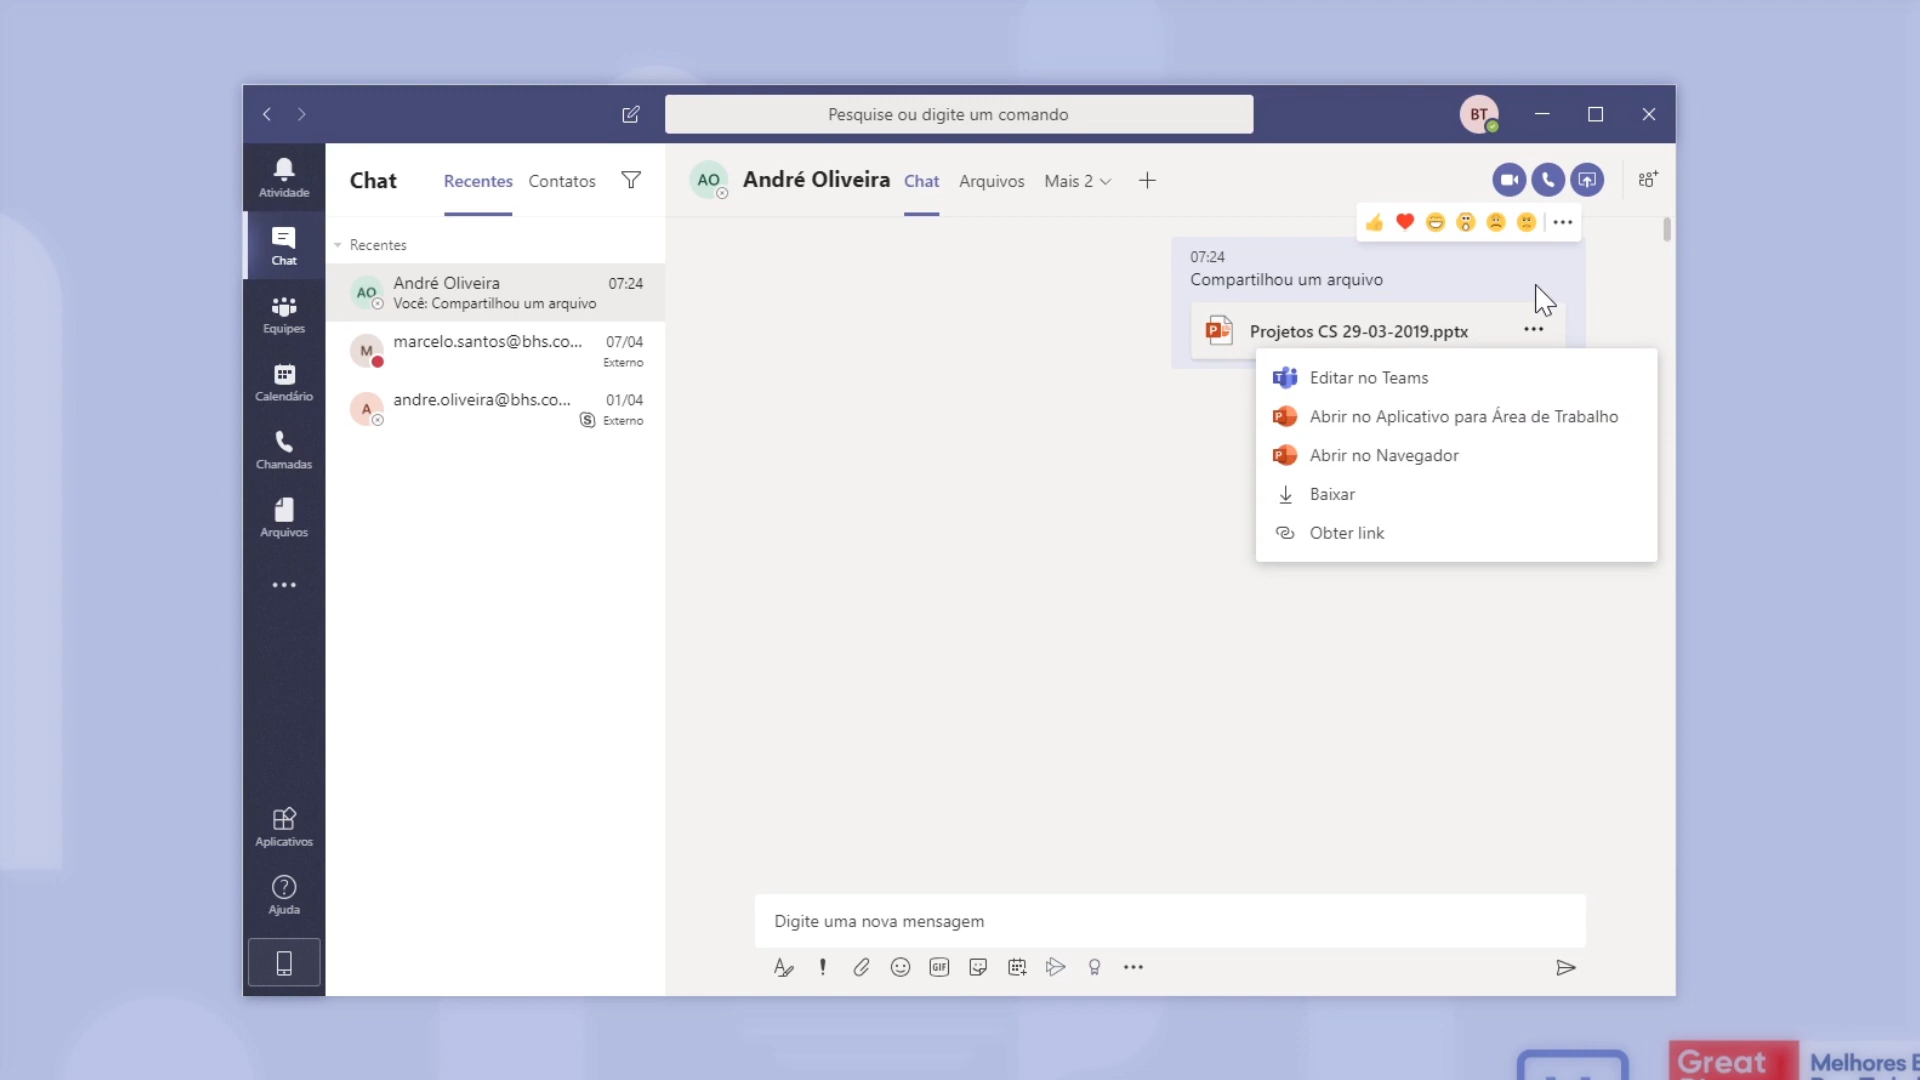 Pesquise ou digite um comando
BT
Atividade
Chat
Equipes
Calendário
Chamadas
Arquivos
Aplicativos
Ajuda
Chat
Recentes
Contatos
Recentes
AO
André Oliveira
07:24
Você: Compartilhou um arquivo
M
marcelo.santos@bhs.co...
07/04
Externo
A
andre.oliveira@bhs.co...
01/04
Externo
AO
André Oliveira
Chat
Arquivos
Mais 2
07:24
Compartilhou um arquivo
Projetos CS 29-03-2019.pptx
Editar no Teams
Abrir no Aplicativo para Área de Trabalho
Abrir no Navegador
Baixar
Obter link
Digite uma nova mensagem
GIF
Great
Melhores E